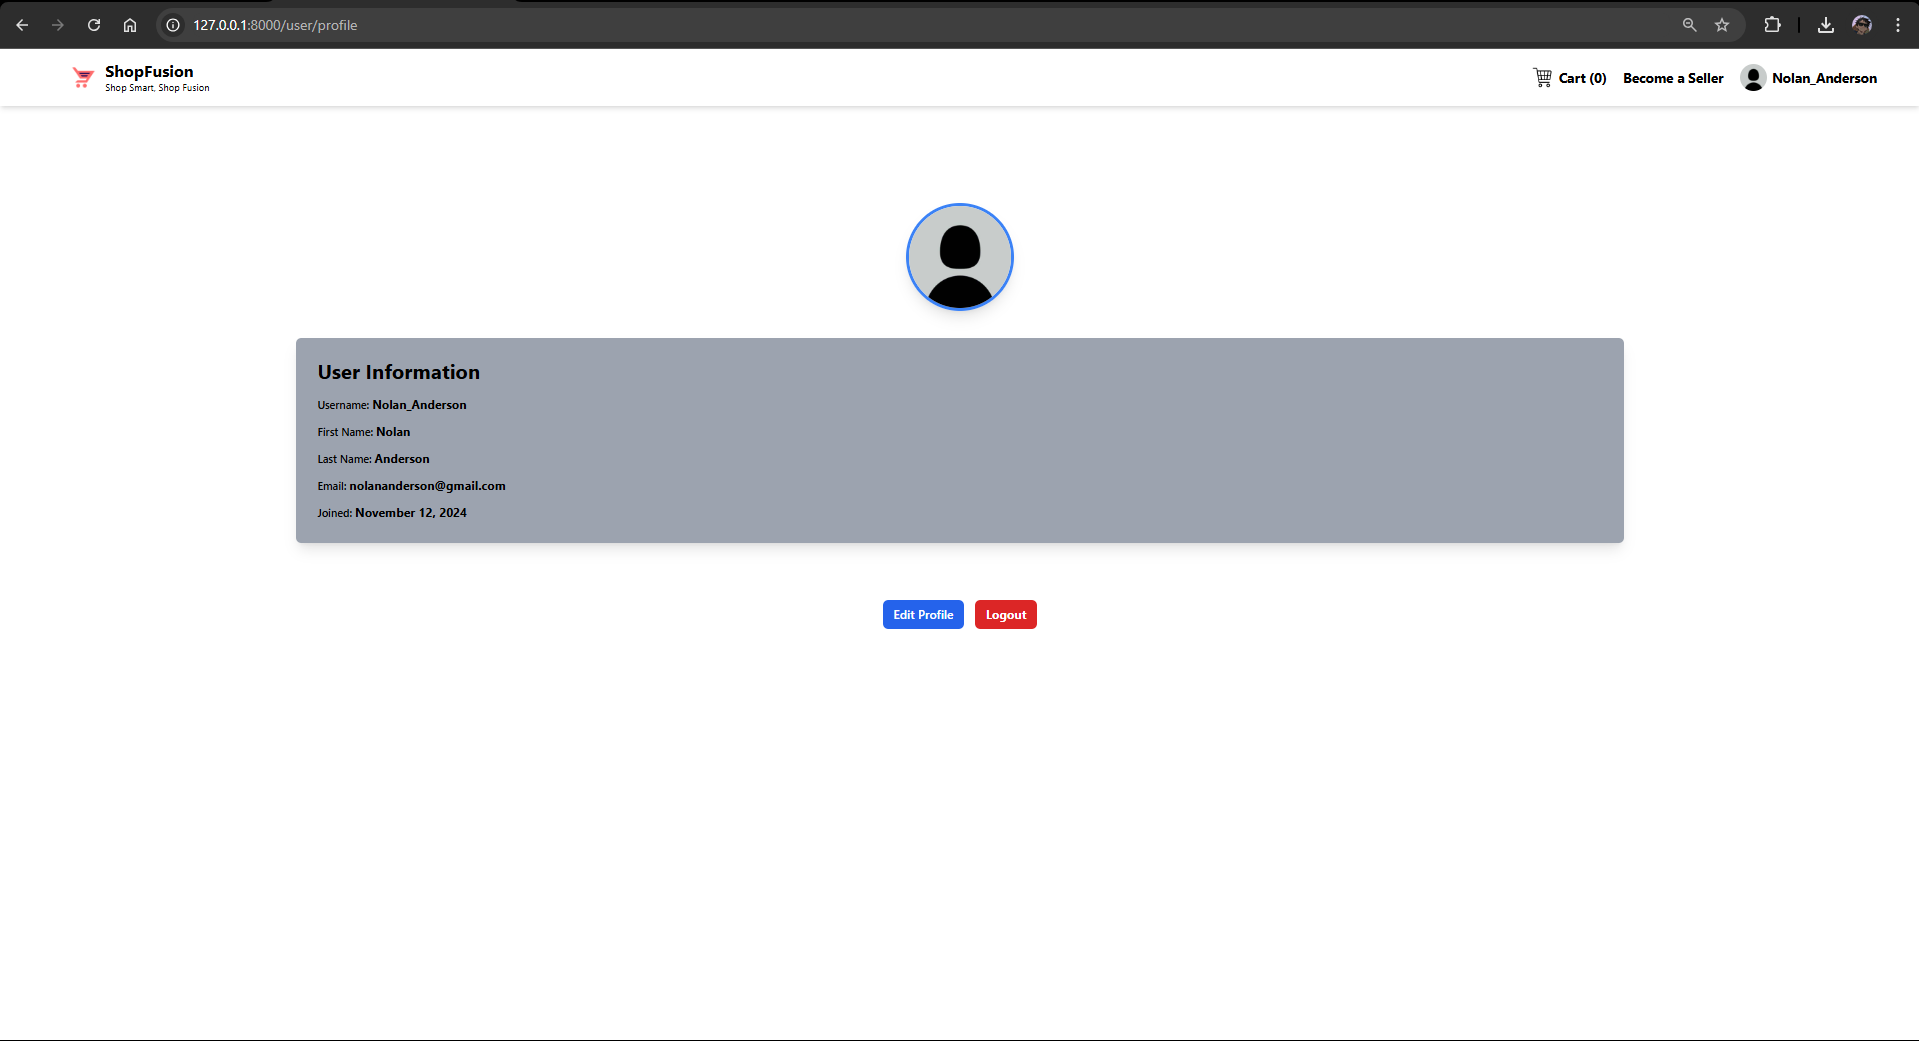 127.0.0.1:8000/user/profile
ShopFusion
Shop Smart, Shop Fusion
Cart (0) Become a Seller Nolan_Anderson
User Information
Username: Nolan_Anderson
First Name: Nolan
Last Name: Anderson
Email: nolananderson@gmail.com
Joined: November 12, 2024
Edit Profile Logout